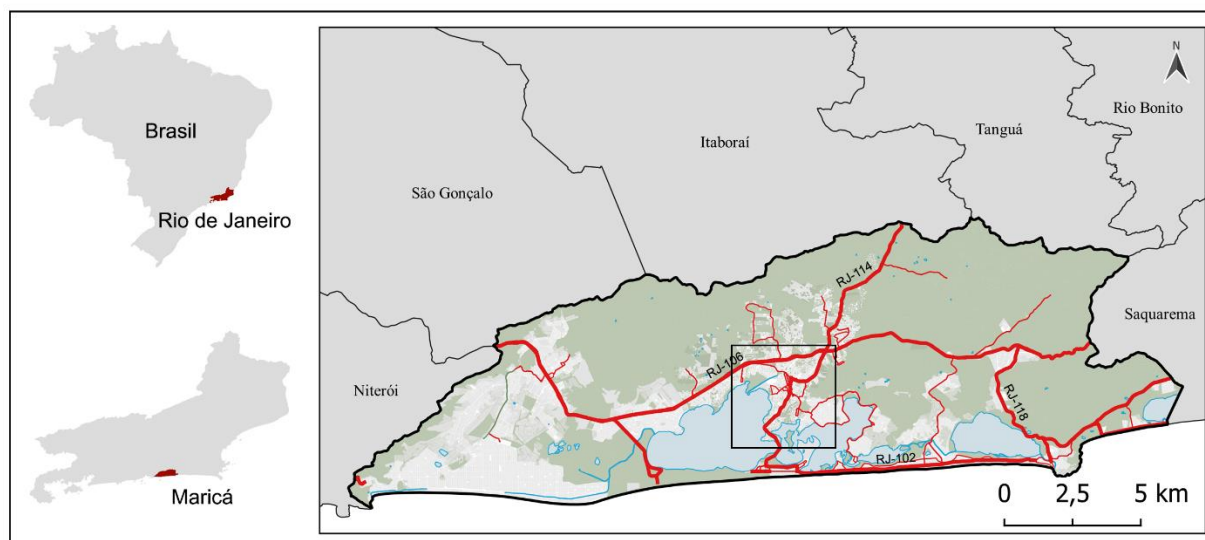 Brasil
Rio de Janeiro
Maricá
N
Rio Bonito
Tanguá
Itaboraí
São Gonçalo
RJ-114
Saquarema
RJ-106
Niterói
RJ-118
RJ-102
0 2,5 5 km